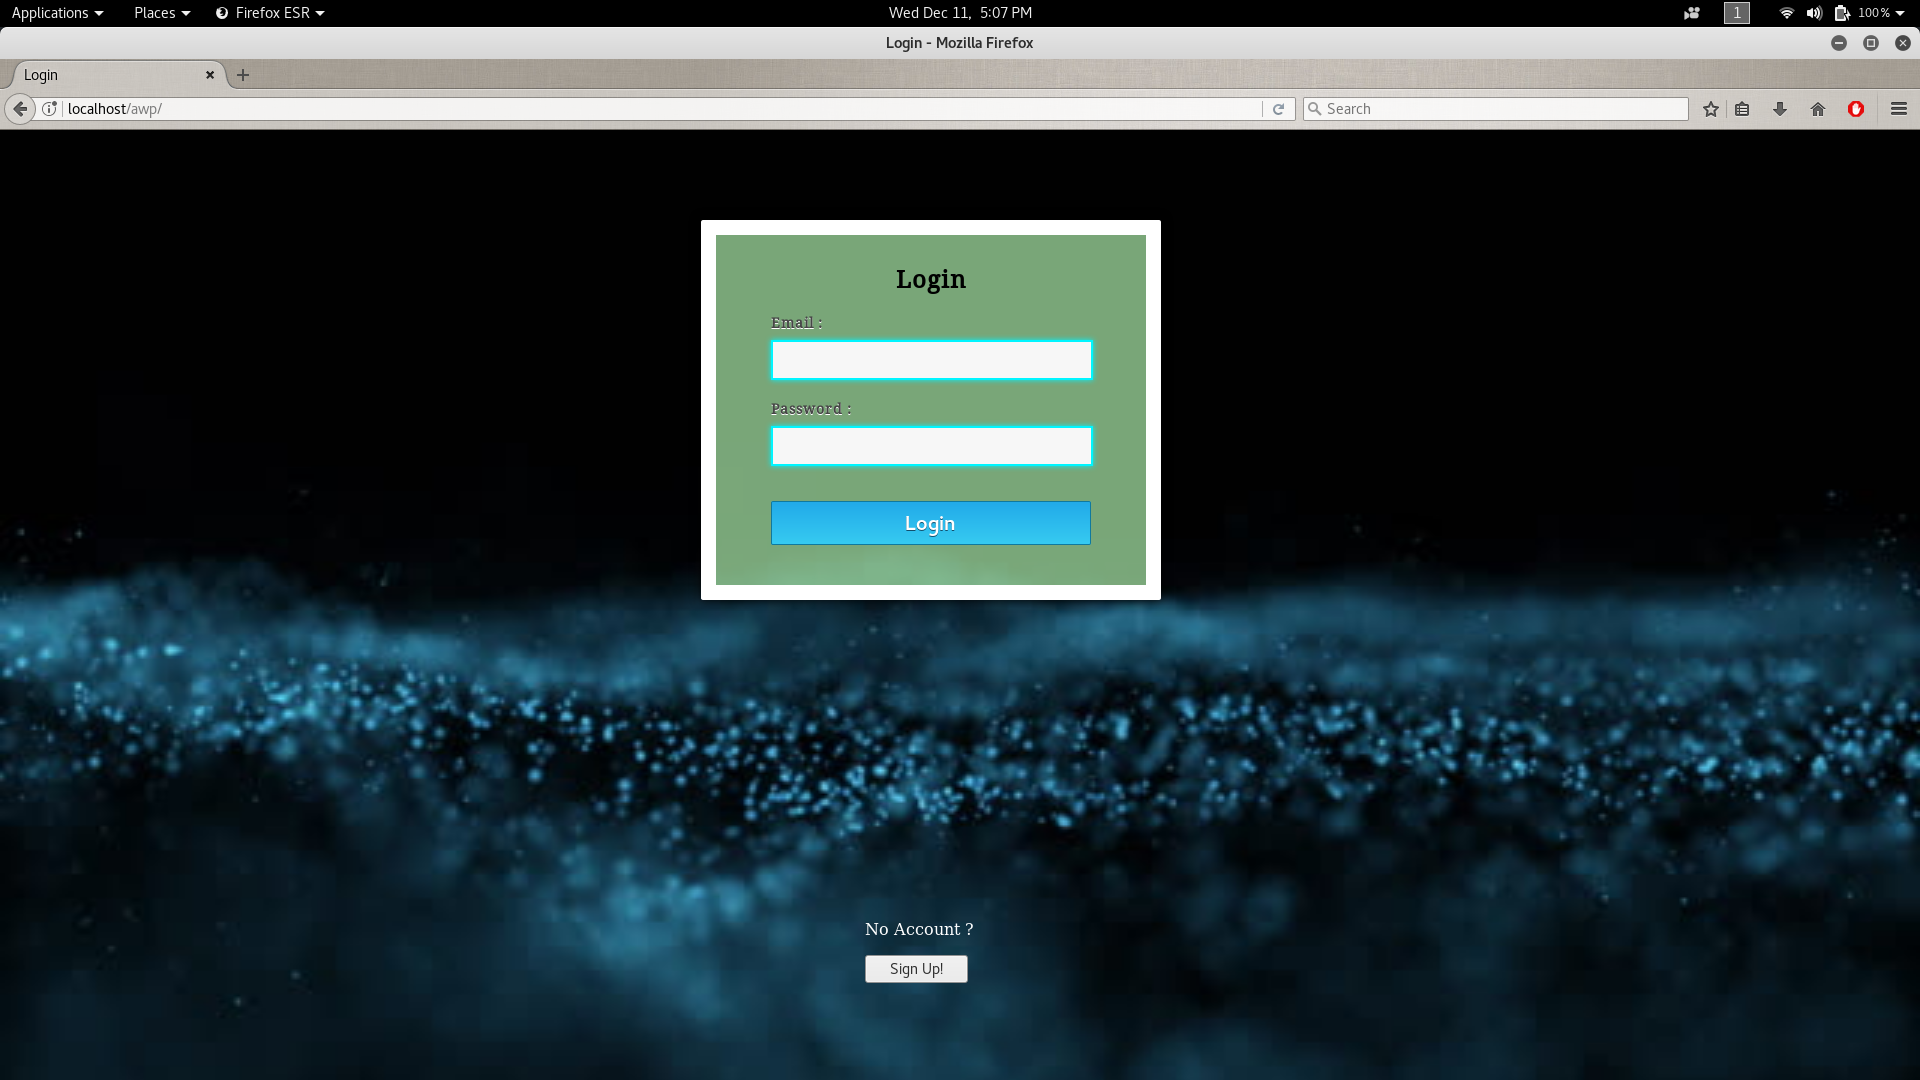 Applications Places Firefox ESR Wed Dec 11, 5:07 PM 1 100%
Login - Mozilla Firefox
Login
localhost/awp/ Search
Login
Email :
Password :
Login
No Account ?
Sign Up!